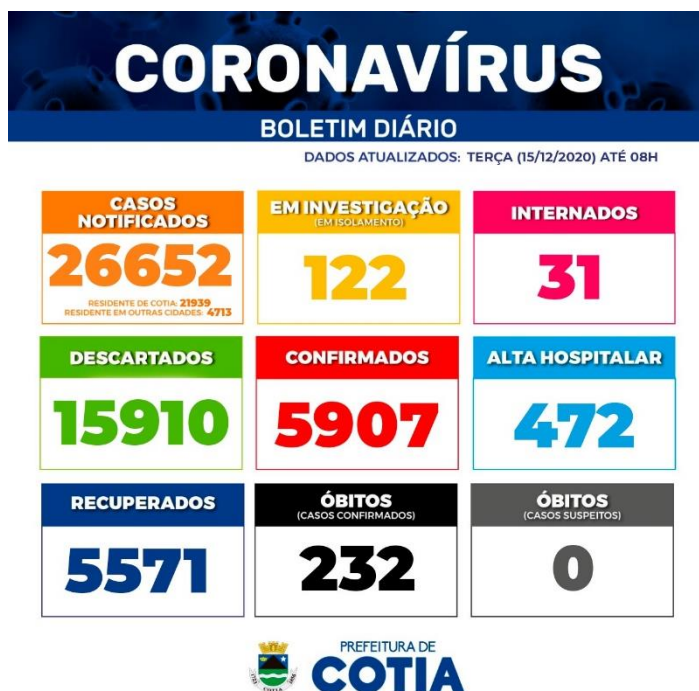 CORONAVÍRUS
BOLETIM DIÁRIO
DADOS ATUALIZADOS: TERÇA (15/12/2020) ATÉ 08H
CASOS
NOTIFICADOS
26652
RESIDENTE DE COTIA: 21939
RESIDENTE EM OUTRAS CIDADES: 4713
EM INVESTIGAÇÃO
(EM ISOLAMENTO)
122
INTERNADOS
31
DESCARTADOS
15910
CONFIRMADOS
5907
ALTA HOSPITALAR
472
RECUPERADOS
5571
ÓBITOS
(CASOS CONFIRMADOS)
232
ÓBITOS
(CASOS SUSPEITOS)
0
PREFEITURA DE
COTIA